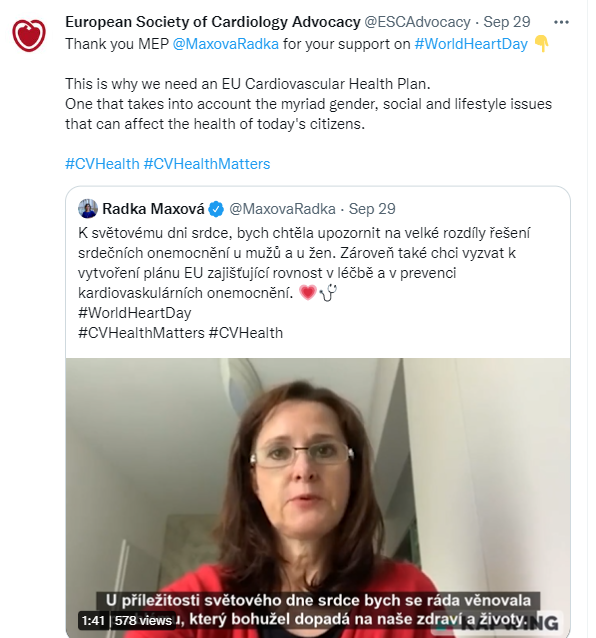 European Society of Cardiology Advocacy @ESCAdvocacy · Sep 29 ...
Thank you MEP @MaxovaRadka for your support on #WorldHeartDay 👇
This is why we need an EU Cardiovascular Health Plan.
One that takes into account the myriad gender, social and lifestyle issues
that can affect the health of today's citizens.
#CVHealth #CVHealthMatters
Radka Maxová @MaxovaRadka · Sep 29
K světovému dni srdce, bych chtěla upozornit na velké rozdíly řešení
srdečních onemocnění u mužů a u žen. Zároveň také chci vyzvat k
vytvoření plánu EU zajišťující rovnost v léčbě a v prevenci
kardiovaskulárních onemocnění. 💗🩺
#WorldHeartDay
#CVHealthMatters #CVHealth
U příležitosti světového dne srdce bych se ráda věnovala
1:41 578 views u, který bohužel dopadá na naše zdraví a životy.